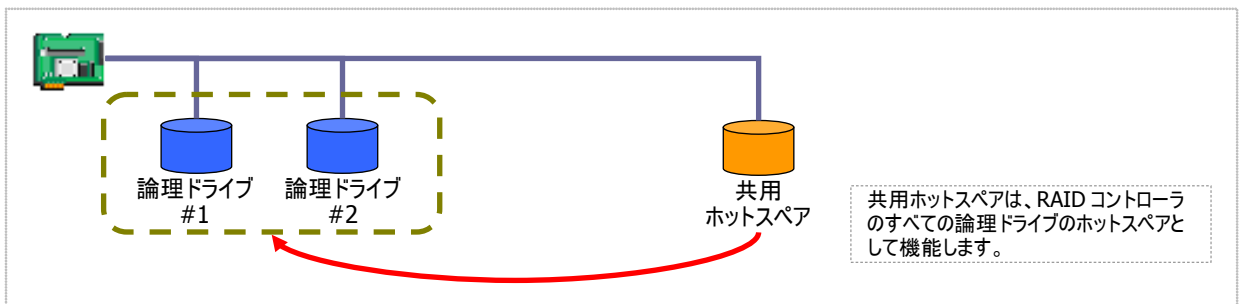 論理ドライブ
#1
論理ドライブ
#2
共用
ホットスペア
共用ホットスペアは、RAID コントローラ
のすべての論理ドライブのホットスペアと
して機能します。